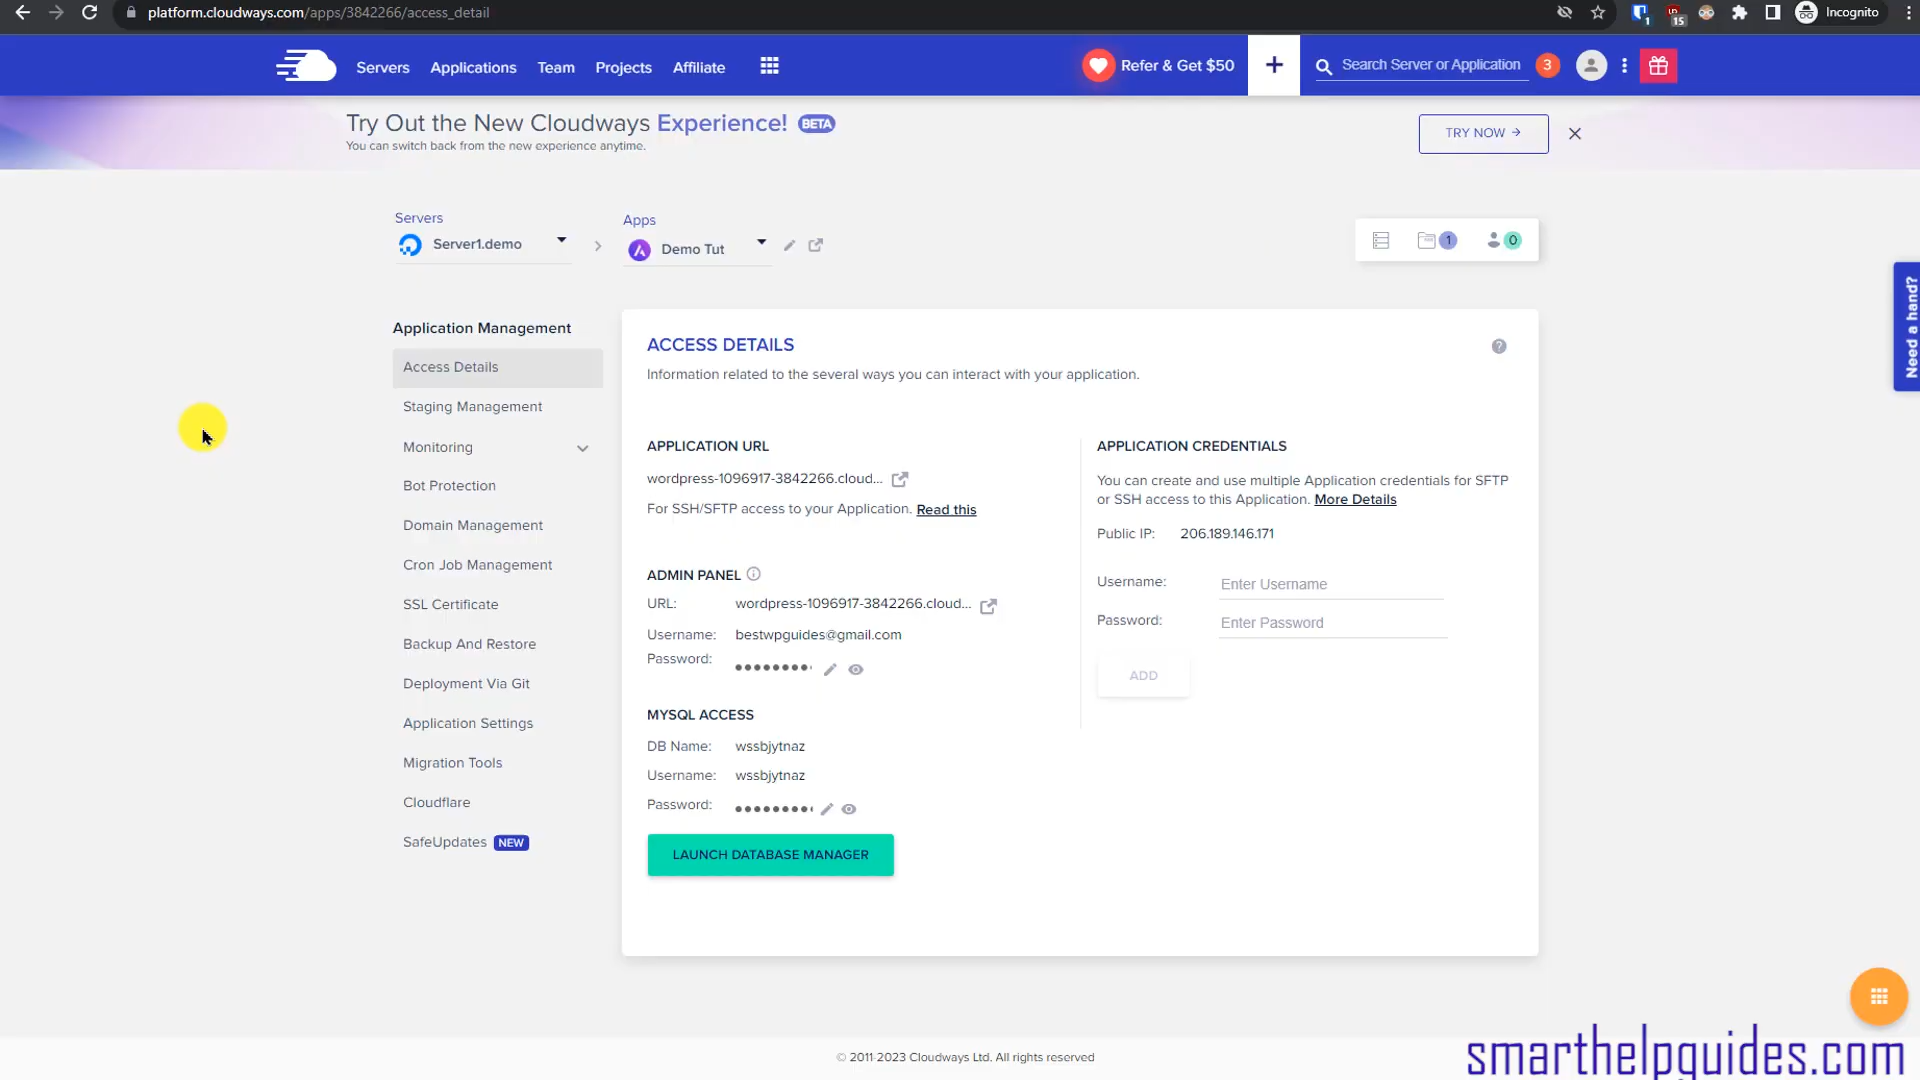 platform.cloudways.com/apps/3842266/access_detail
1
15
Incognito
Servers
Applications
Team
Projects
Affiliate
Refer & Get $50
+
Search Server or Application
3
Try Out the New Cloudways Experience! BETA
You can switch back from the new experience anytime.
TRY NOW →
Servers
Server1.demo
Apps
Demo Tut
1
0
Need a hand?
Application Management
Access Details
Staging Management
Monitoring
Bot Protection
Domain Management
Cron Job Management
SSL Certificate
Backup And Restore
Deployment Via Git
Application Settings
Migration Tools
Cloudflare
SafeUpdates NEW
ACCESS DETAILS
Information related to the several ways you can interact with your application.
APPLICATION URL
wordpress-1096917-3842266.cloud...
For SSH/SFTP access to your Application. Read this
ADMIN PANEL
URL: wordpress-1096917-3842266.cloud...
Username: bestwpguides@gmail.com
Password: ••••••••
MYSQL ACCESS
DB Name: wssbjytnaz
Username: wssbjytnaz
Password: ••••••••
LAUNCH DATABASE MANAGER
APPLICATION CREDENTIALS
You can create and use multiple Application credentials for SFTP
or SSH access to this Application. More Details
Public IP: 206.189.146.171
Username: Enter Username
Password: Enter Password
ADD
© 2011-2023 Cloudways Ltd. All rights reserved
smarthelpguides.com